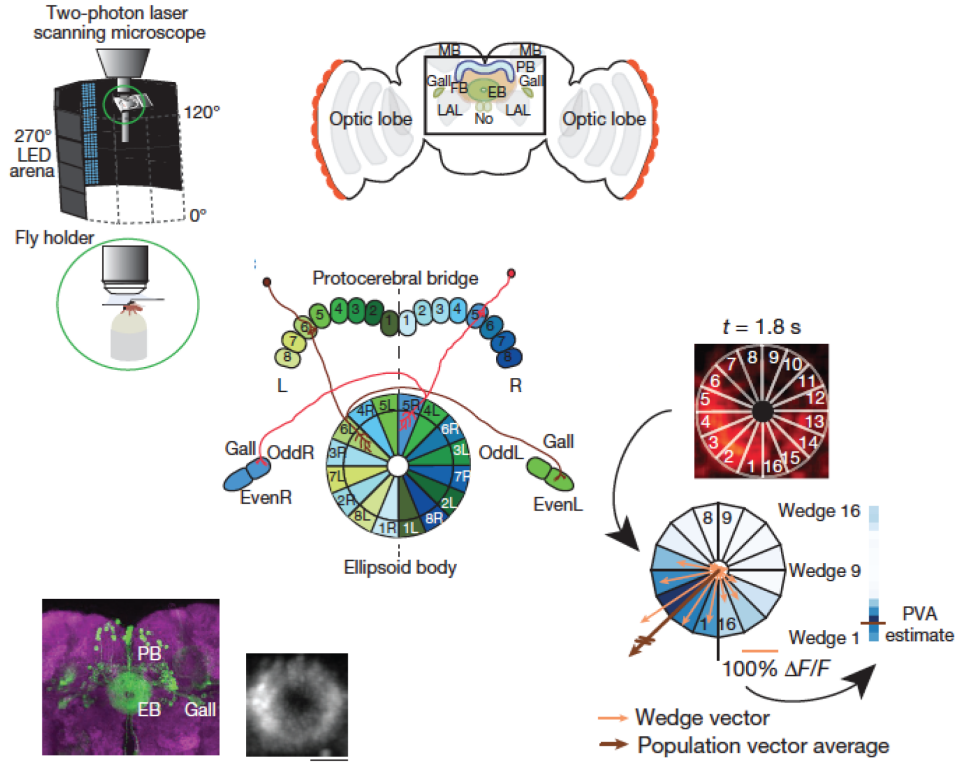 Two-photon laser
scanning microscope
120°
270°
LED
arena
0°
Fly holder
MB
MB
PB
Gall
Gall
FB
EB
LAL
LAL
No
Optic lobe
Optic lobe
Protocerebral bridge
8
7
6
5
4
3
2
1
1
2
3
4
5
6
7
8
L
R
5L
5R
4R
4L
6L
6R
3R
3L
7L
7R
2R
2L
8L
8R
1R
1L
Gall
OddR
EvenR
OddL
Gall
EvenL
Ellipsoid body
t = 1.8 s
8
9
7
10
6
11
5
12
4
13
3
14
2
15
1
16
8
9
1
16
Wedge 16
Wedge 9
Wedge 1
PVA
estimate
100% ΔF/F
Wedge vector
Population vector average
PB
EB
Gall